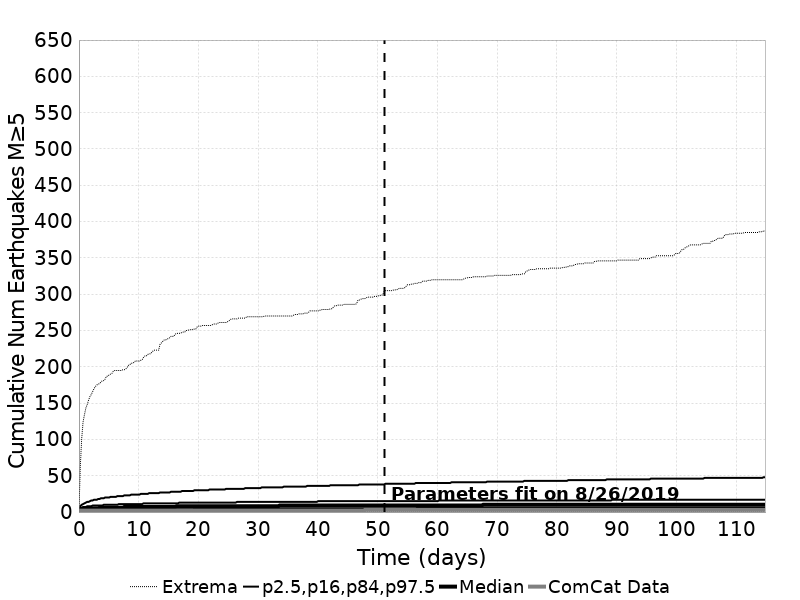 650
600
550
500
450
400
350
300
250
200
150
100
50
0
Cumulative Num Earthquakes M≥5
Parameters fit on 8/26/2019
0 10 20 30 40 50 60 70 80 90 100 110
Time (days)
Extrema p2.5,p16,p84,p97.5 Median ComCat Data